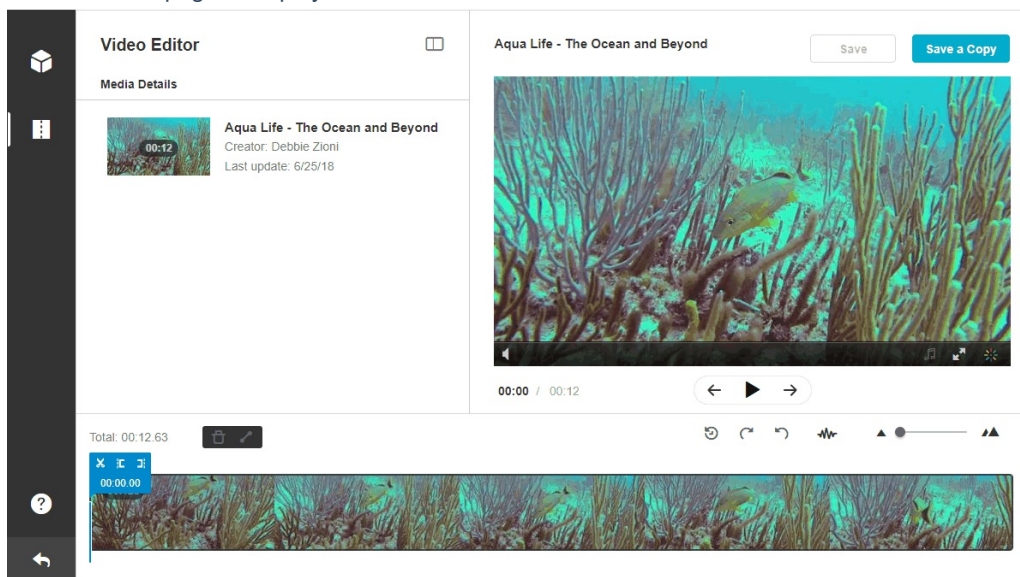 Video Editor
Media Details
00:12
Aqua Life - The Ocean and Beyond
Creator: Debbie Zioni
Last update: 6/25/18
Aqua Life - The Ocean and Beyond
Save
Save a Copy
00:00 / 00:12
Total: 00:12.63
00:00.00
?